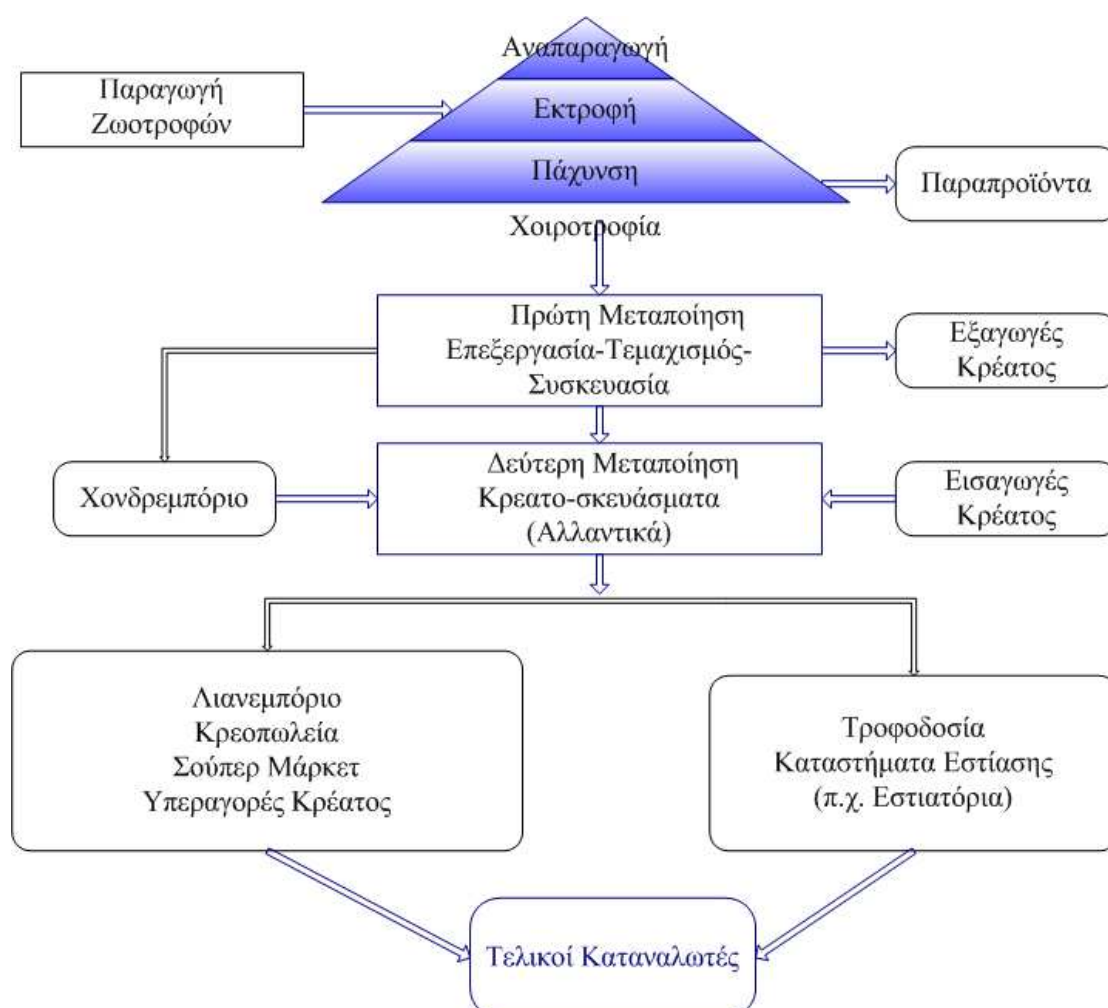 Αναπαραγωγή
Παραγωγή
Ζωοτροφών
Εκτροφή
Πάχυνση
Παραπροϊόντα
Χοιροτροφία
Πρώτη Μεταποίηση
Επεξεργασία-Τεμαχισμός-
Συσκευασία
Εξαγωγές
Κρέατος
Χονδρεμπόριο
Δεύτερη Μεταποίηση
Κρεατο-σκευάσματα
(Αλλαντικά)
Εισαγωγές
Κρέατος
Λιανεμπόριο
Κρεοπωλεία
Σούπερ Μάρκετ
Υπεραγορές Κρέατος
Τροφοδοσία
Καταστήματα Εστίασης
(π.χ. Εστιατόρια)
Τελικοί Καταναλωτές